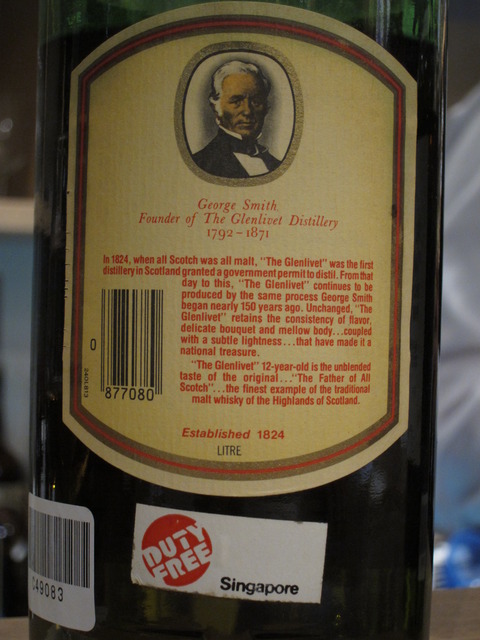 George Smith
Founder of The Glenlivet Distillery
1792-1871
In 1824, when all Scotch was all malt, "The Glenlivet" was the first
distillery in Scotland granted a government permit to distil. From that
day to this, "The Glenlivet" continues to be
produced by the same process George Smith
began nearly 150 years ago. Unchanged, "The
Glenlivet" retains the consistency of flavor,
delicate bouquet and mellow body...coupled
with a subtle lightness...that have made it a
national treasure.
"The Glenlivet" 12-year-old is the unblended
taste of the original..."The Father of All
Scotch"...the finest example of the traditional
malt whisky of the Highlands of Scotland.
0
877080
Established 1824
LITRE
DUTY
FREE
Singapore
C49083